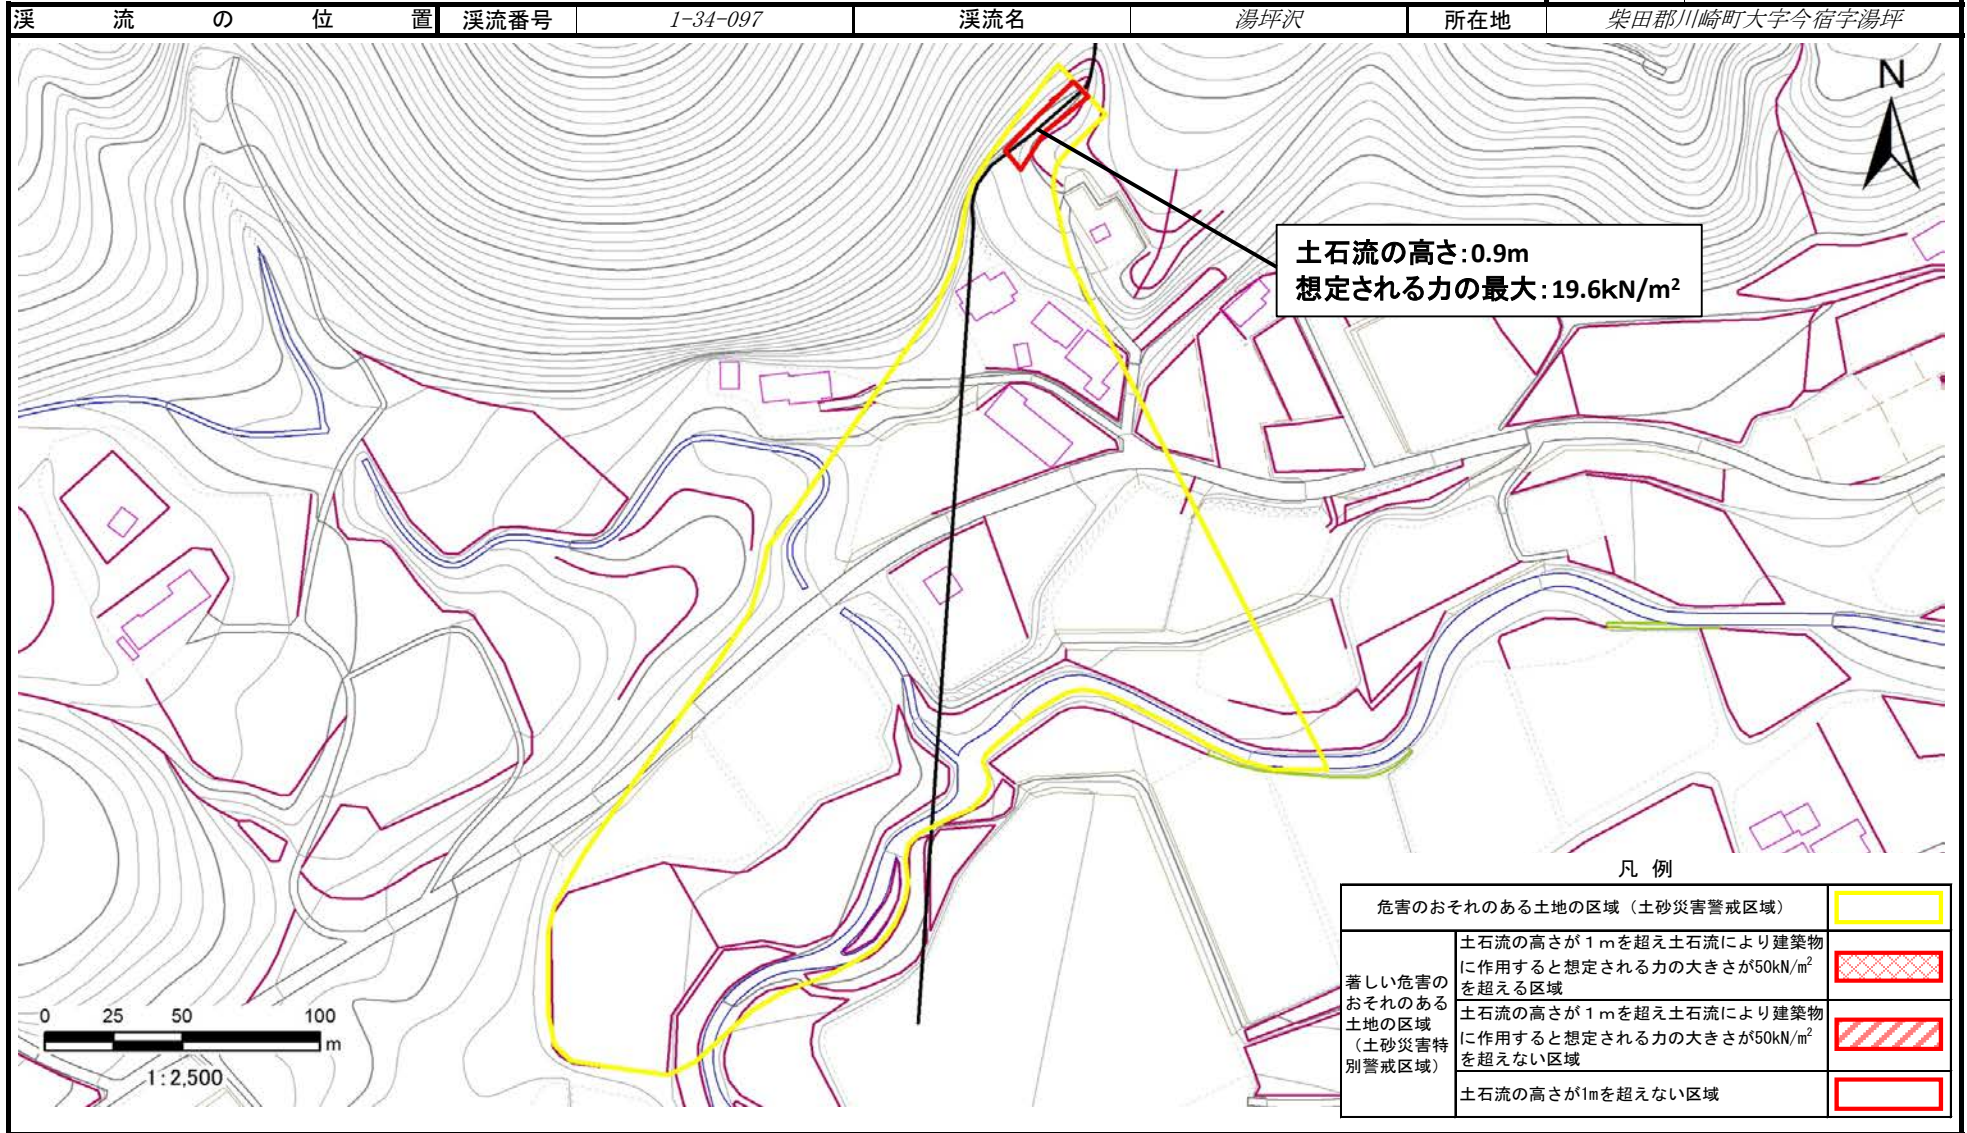 渓流の位置 渓流番号 1-34-097 渓流名 湯坪沢 所在地 柴田郡川崎町大字今宿字湯坪
N
土石流の高さ:0.9m
想定される力の最大:19.6kN/m²
凡 例
危害のおそれのある土地の区域（土砂災害警戒区域）
著しい危害の
おそれのある
土地の区域
（土砂災害特
別警戒区域）
土石流の高さが１ｍを超え土石流により建築物
に作用すると想定される力の大きさが50kN/m²
を超える区域
土石流の高さが１ｍを超え土石流により建築物
に作用すると想定される力の大きさが50kN/m²
を超えない区域
土石流の高さが1mを超えない区域
0 25 50 100
m
1:2,500